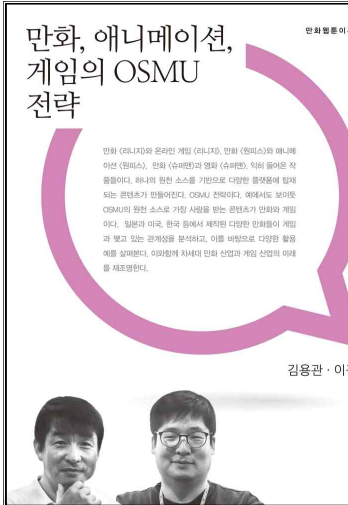 만화웹툰이
만화, 애니메이션,
게임의 OSMU
전략
만화 <리니지>와 온라인 게임 <리니지>, 만화 <원피스>와 애니메
이션 <원피스>, 만화 <슈퍼맨>과 영화 <슈퍼맨>, 익히 들어온 작
품들이다. 하나의 원천 소스를 기반으로 다양한 플랫폼에 탑재
되는 콘텐츠가 만들어진다. OSMU 전략이다. 예에서도 보이듯
OSMU의 원천 소스로 가장 사랑을 받는 콘텐츠가 만화와 게임
이다. 일본과 미국, 한국 등에서 제작된 다양한 만화들이 게임
과 맺고 있는 관계성을 분석하고, 이를 바탕으로 다양한 활용
예를 살펴본다. 이와함께 차세대 만화 산업과 게임 산업의 미래
를 재조명한다.
김용관 · 이